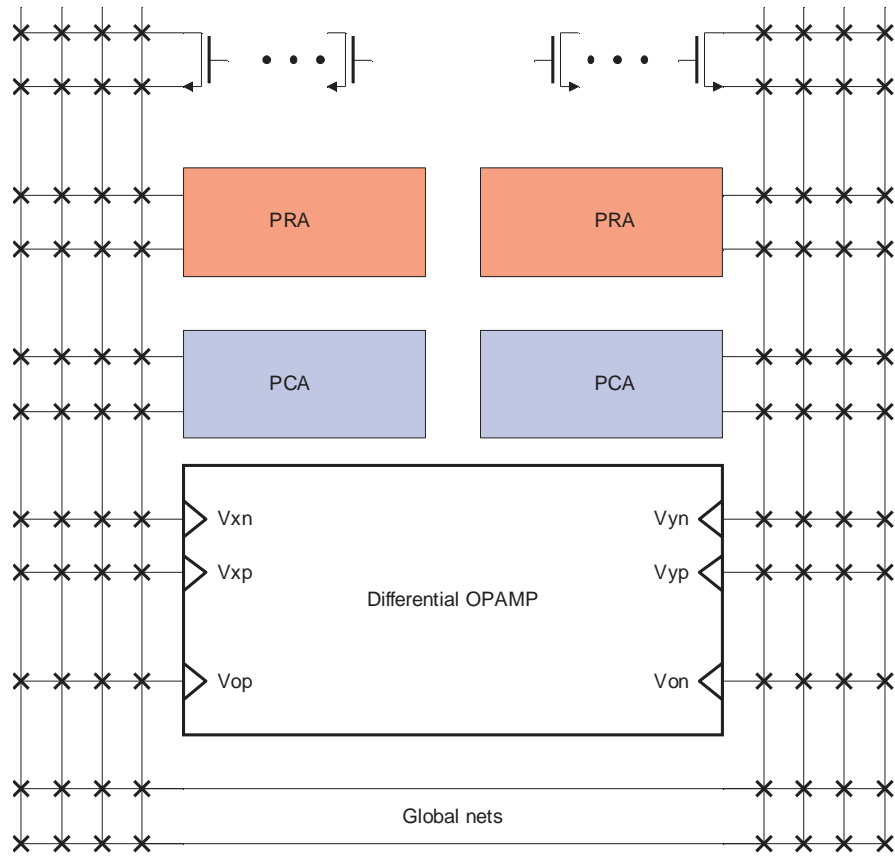 PRA PRA
PCA PCA
Vxn Vyn
Vxp Vyp
Differential OPAMP
Vop Von
Global nets